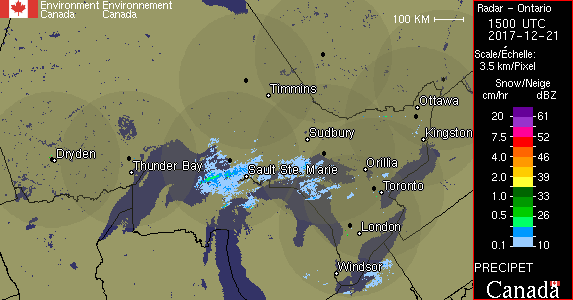 Environment Environnement
Canada Canada
100 KM
Timmins
Ottawa
Sudbury
Kingston
Dryden
Thunder Bay
Sault Ste. Marie
Orillia
Toronto
London
Windsor
Radar - Ontario
1500 UTC
2017-12-21
Scale/Échelle:
3.5 km/Pixel
Snow/Neige
cm/hr dBZ
20 61
7.5 52
4.0 46
2.0 39
1.0 33
0.5 26
0.1 10
PRECIPET
Canada